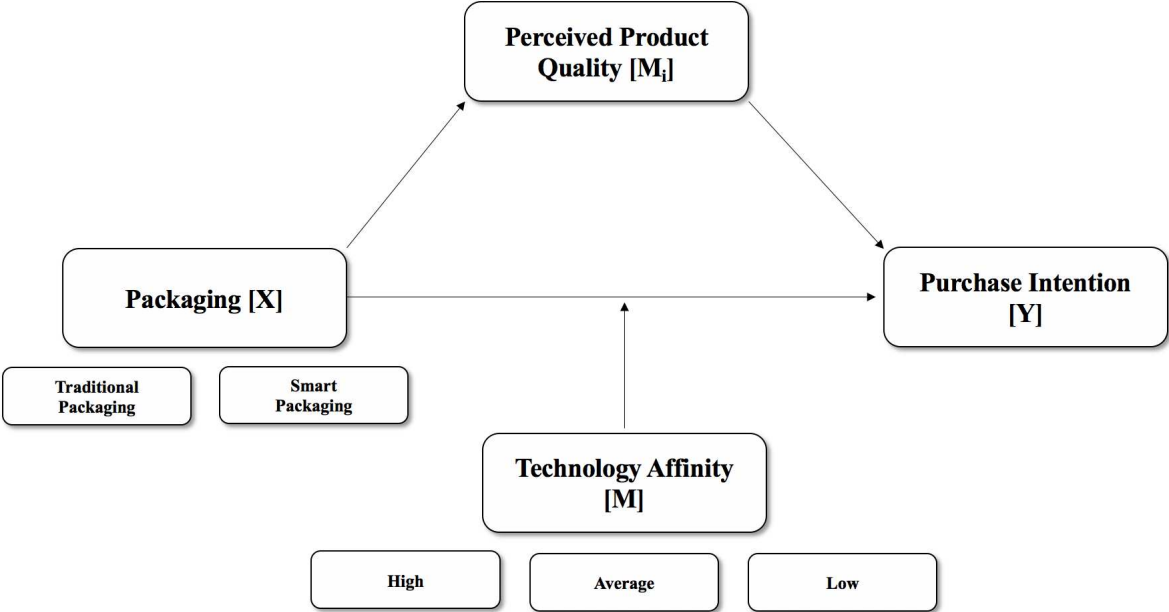 Perceived Product
Quality [Mi]
Packaging [X]
Purchase Intention
[Y]
Traditional
Packaging
Smart
Packaging
Technology Affinity
[M]
High
Average
Low